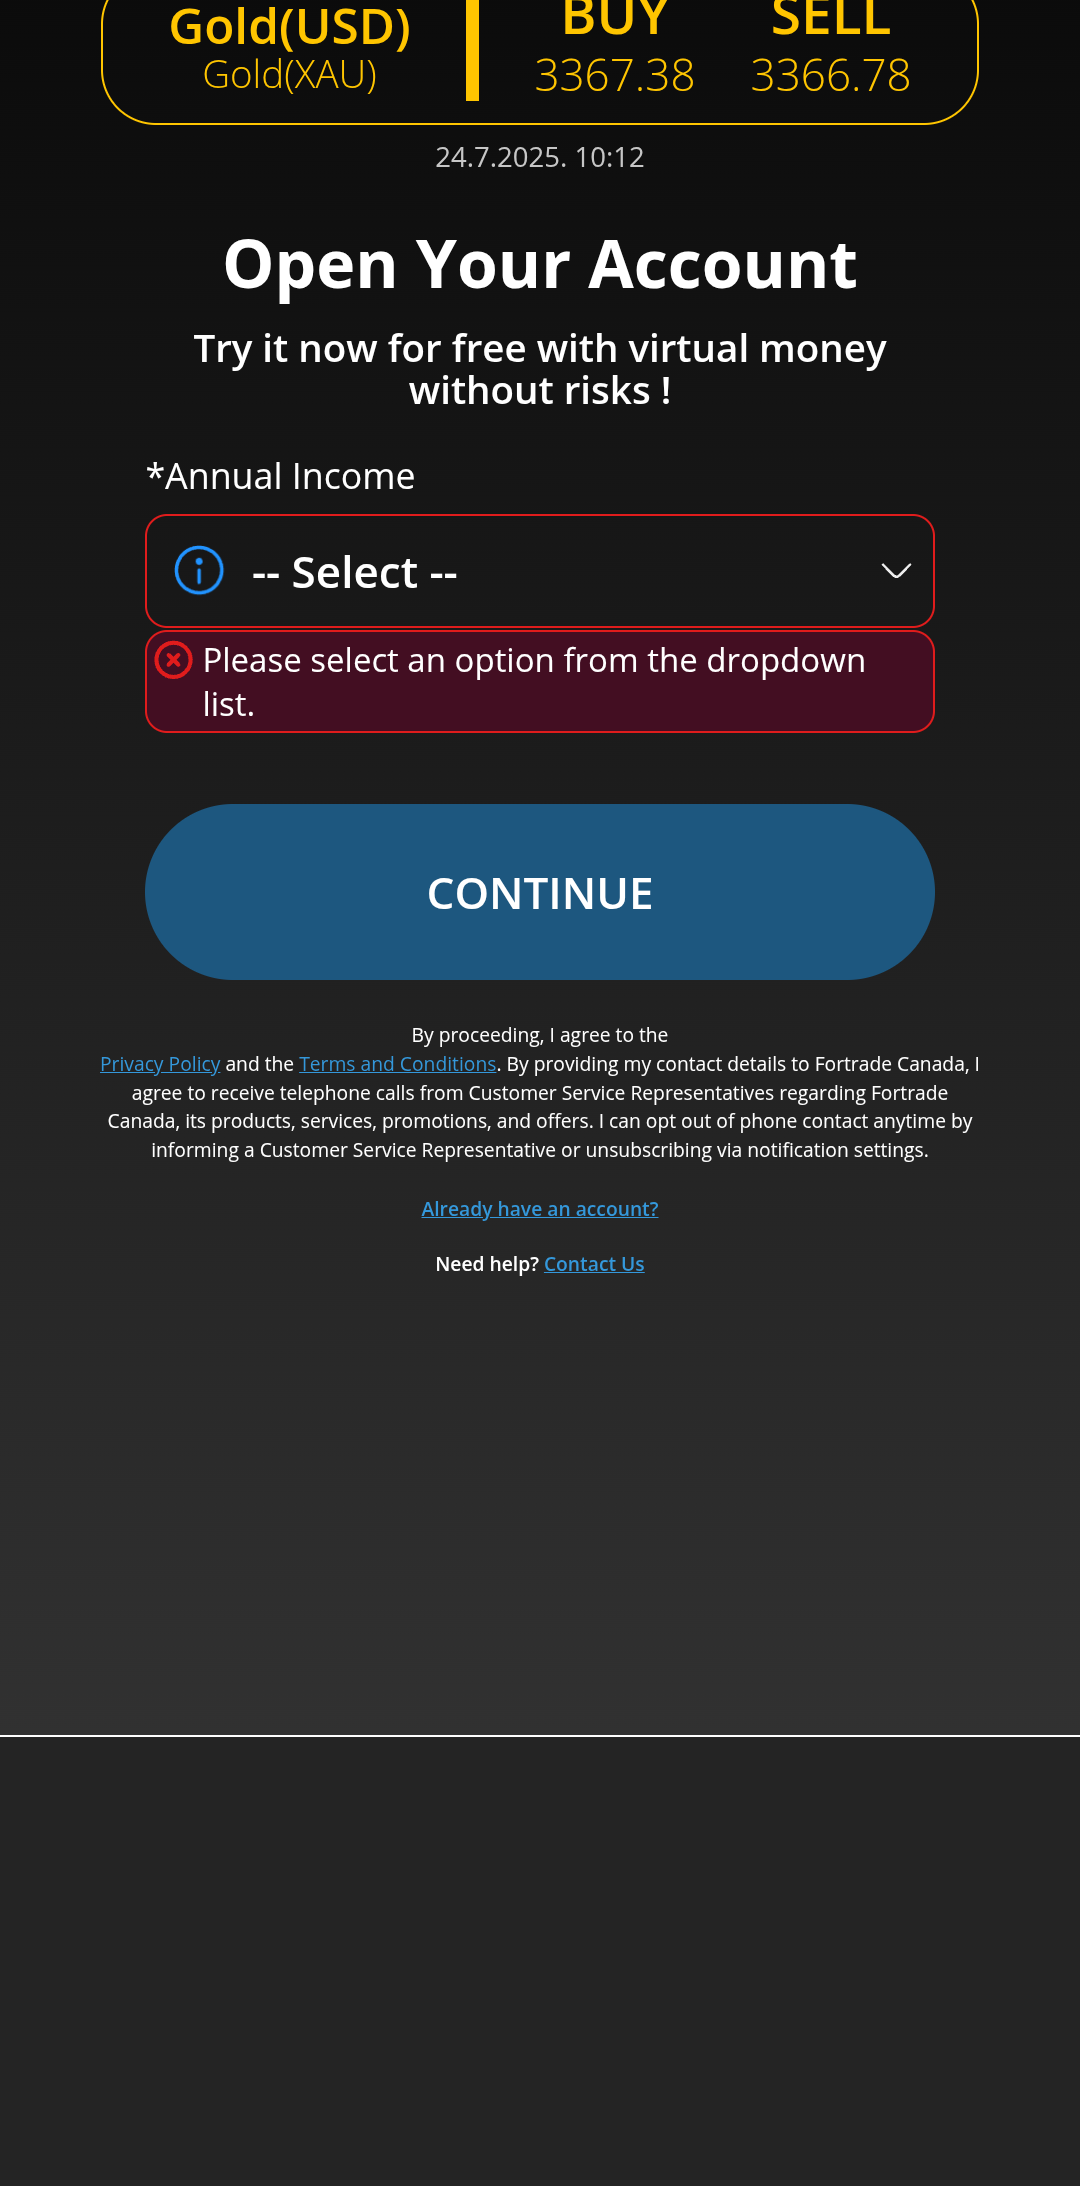 Gold(USD)
Gold(XAU)
BUY
3367.38
SELL
3366.78
24.7.2025. 10:12
Open Your Account
Try it now for free with virtual money
without risks !
*Annual Income
-- Select --
Please select an option from the dropdown
list.
CONTINUE
By proceeding, I agree to the
Privacy Policy and the Terms and Conditions. By providing my contact details to Fortrade Canada, I
agree to receive telephone calls from Customer Service Representatives regarding Fortrade
Canada, its products, services, promotions, and offers. I can opt out of phone contact anytime by
informing a Customer Service Representative or unsubscribing via notification settings.
Already have an account?
Need help? Contact Us